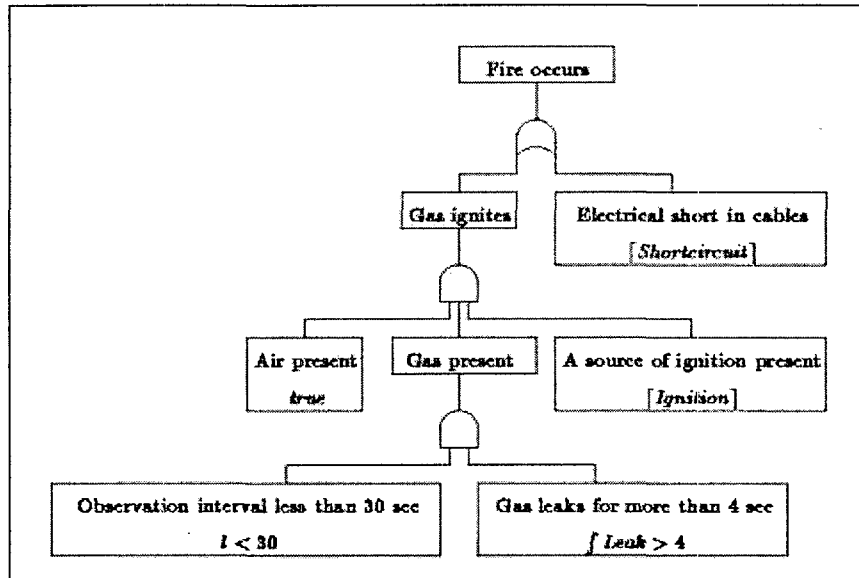 Fire occurs
Gas ignites
Electrical short in cables
[Shortcircuit]
Air present
true
Gas present
A source of ignition present
[Ignition]
Observation interval less than 30 sec
l < 30
Gas leaks for more than 4 sec
∫ Leak > 4